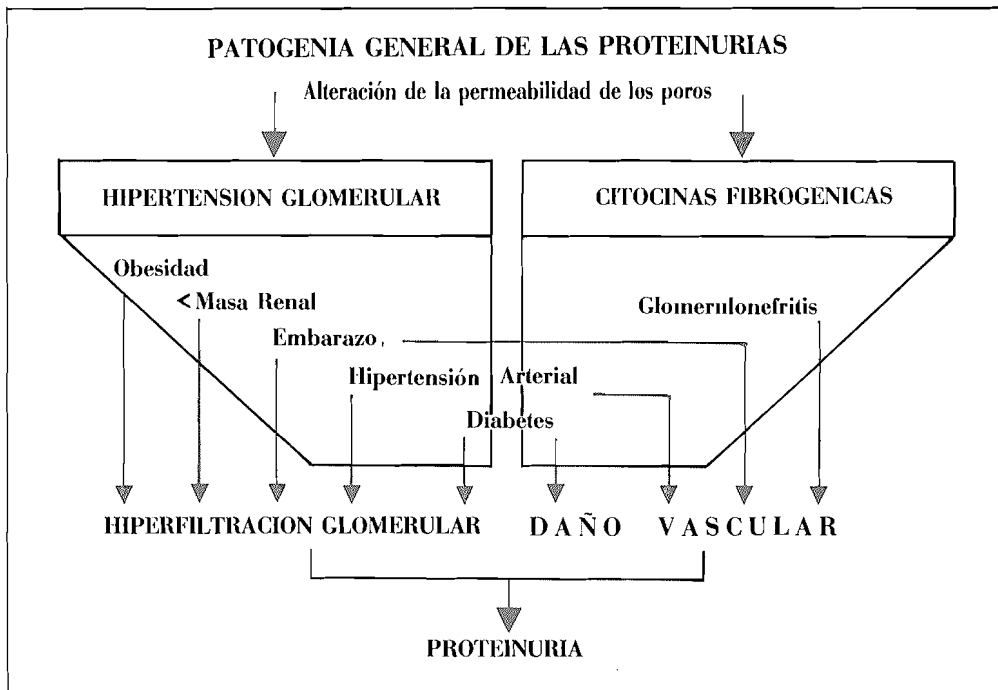 PATOGENIA GENERAL DE LAS PROTEINURIAS
Alteración de la permeabilidad de los poros
HIPERTENSION GLOMERULAR
CITOCINAS FIBROGENICAS
Obesidad
< Masa Renal
Glomerulonefritis
Embarazo
Hipertensión Arterial
Diabetes
HIPERFILTRACION GLOMERULAR
DAÑO VASCULAR
PROTEINURIA